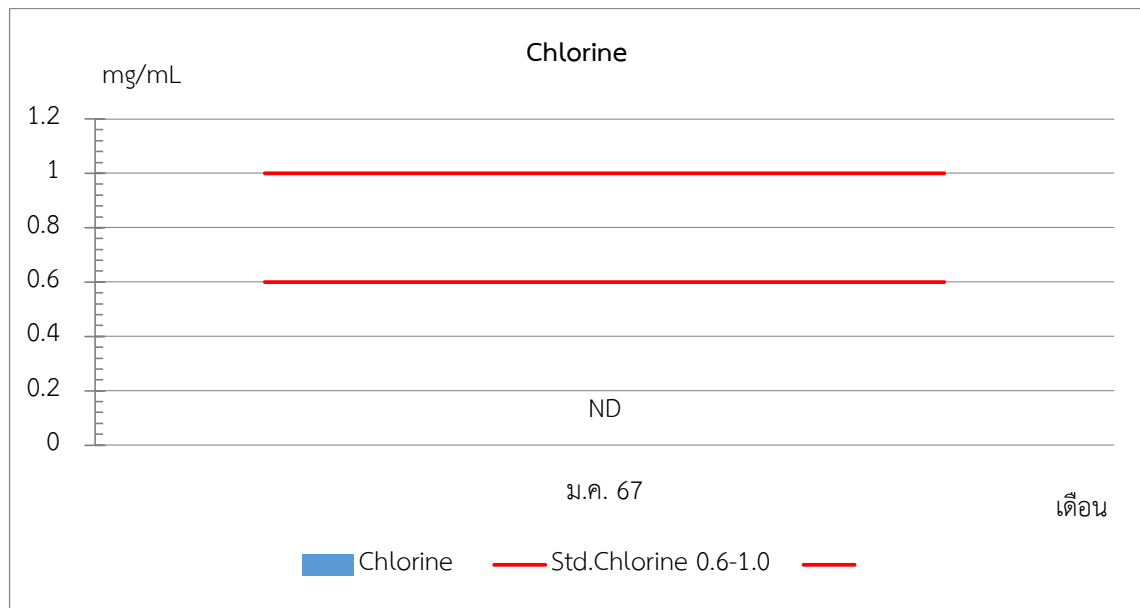 Chlorine
mg/mL
1.2
1
0.8
0.6
0.4
0.2
0
ND
ม.ค. 67
เดือน
Chlorine Std.Chlorine 0.6-1.0